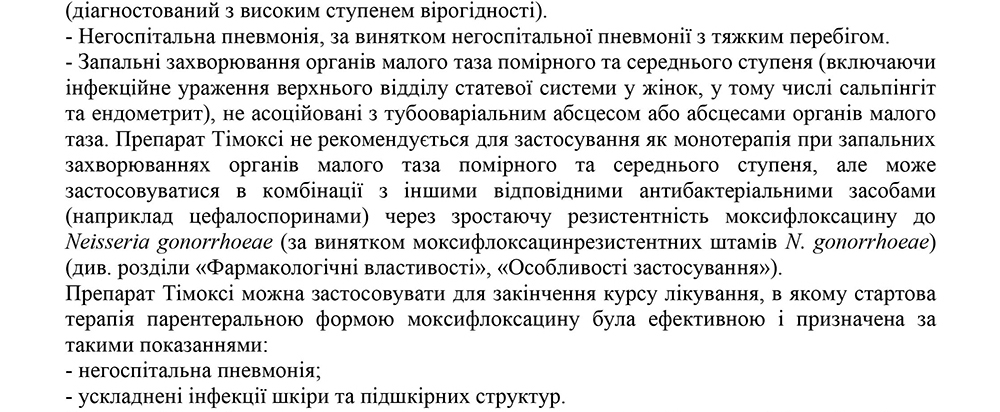 (діагностований з високим ступенем вірогідності).
- Негоспітальна пневмонія, за винятком негоспітальної пневмонії з тяжким перебігом.
- Запальні захворювання органів малого таза помірного та середнього ступеня (включаючи
інфекційне ураження верхнього відділу статевої системи у жінок, у тому числі сальпінгіт
та ендометрит), не асоційовані з тубооваріальним абсцесом або абсцесами органів малого
таза. Препарат Тімоксі не рекомендується для застосування як монотерапія при запальних
захворюваннях органів малого таза помірного та середнього ступеня, але може
застосовуватися в комбінації з іншими відповідними антибактеріальними засобами
(наприклад цефалоспоринами) через зростаючу резистентність моксифлоксацину до
Neisseria gonorrhoeae (за винятком моксифлоксацинрезистентних штамів N. gonorrhoeae)
(див. розділи «Фармакологічні властивості», «Особливості застосування»).
Препарат Тімоксі можна застосовувати для закінчення курсу лікування, в якому стартова
терапія парентеральною формою моксифлоксацину була ефективною і призначена за
такими показаннями:
- негоспітальна пневмонія;
- ускладнені інфекції шкіри та підшкірних структур.